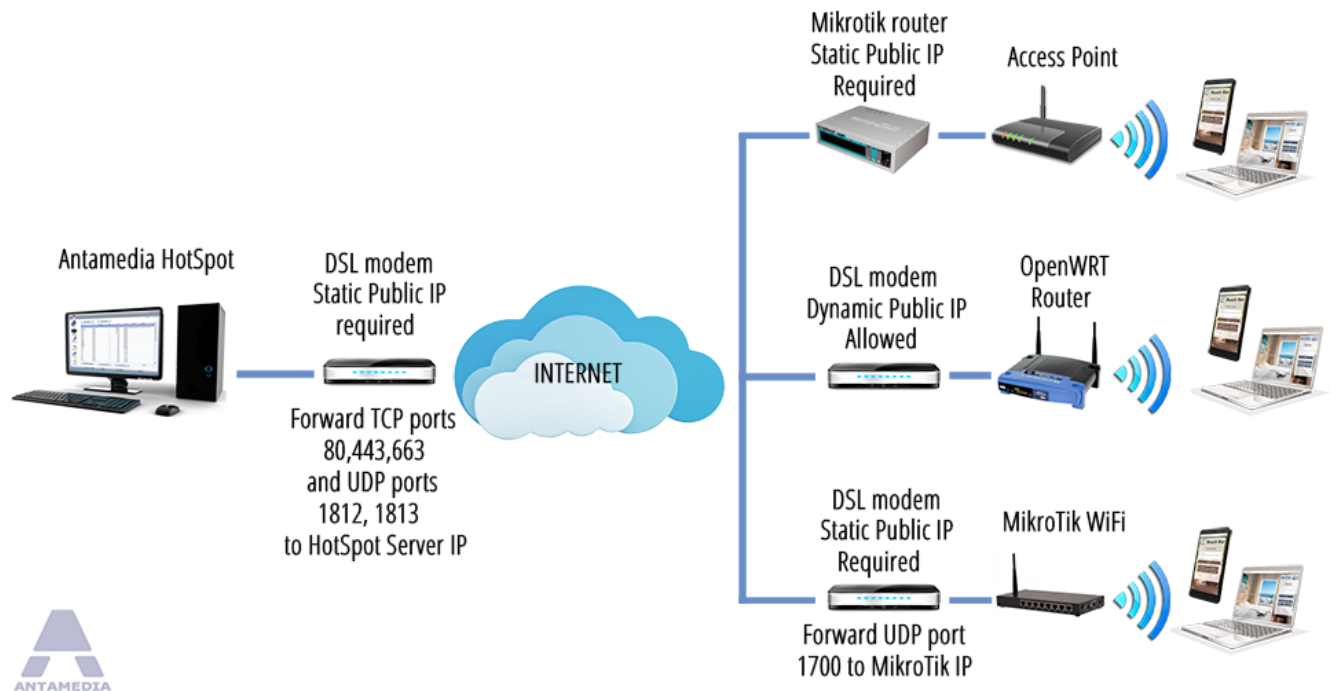 Mikrotik router
Static Public IP
Required
Access Point
Antamedia HotSpot
DSL modem
Static Public IP
required
Forward TCP ports
80,443,663
and UDP ports
1812, 1813
to HotSpot Server IP
INTERNET
DSL modem
Dynamic Public IP
Allowed
OpenWRT
Router
DSL modem
Static Public IP
Required
MikroTik WiFi
Forward UDP port
1700 to MikroTik IP
ANTAMEDIA